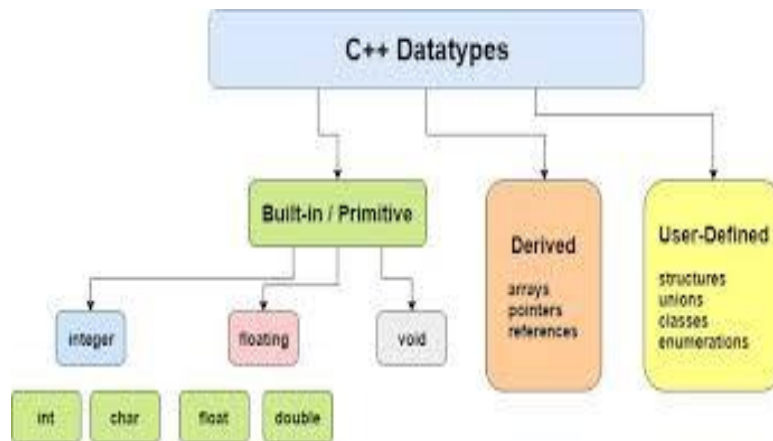 C++ Datatypes
Built-in / Primitive
Derived
arrays
pointers
references
User-Defined
structures
unions
classes
enumerations
integer
floating
void
int
char
float
double